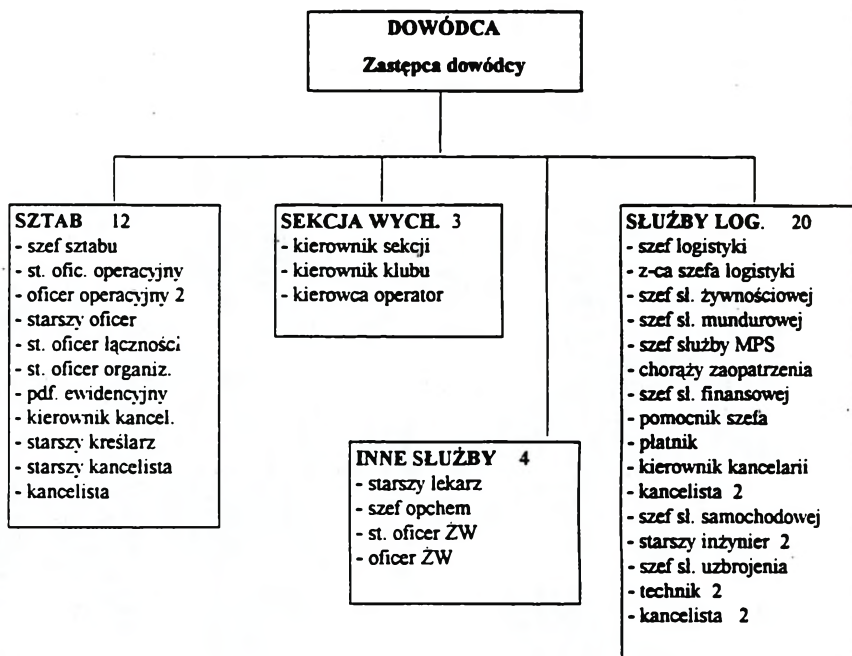 DOWÓDCA
Zastępca dowódcy
SZTAB 12
- szef sztabu
- st. ofic. operacyjny
- oficer operacyjny 2
- starszy oficer
- st. oficer łączności
- st. oficer organiz.
- pdf. ewidencyjny
- kierownik kancel.
- starszy kreślarz
- starszy kancelista
- kancelista
SEKCJA WYCH. 3
- kierownik sekcji
- kierownik klubu
- kierowca operator
INNE SŁUŻBY 4
- starszy lekarz
- szef opchem
- st. oficer ŻW
- oficer ŻW
SŁUŻBY LOG. 20
- szef logistyki
- z-ca szefa logistyki
- szef sł. żywnościowej
- szef sł. mundurowej
- szef służby MPS
- chorąży zaopatrzenia
- szef sł. finansowej
- pomocnik szefa
- płatnik
- kierownik kancelarii
- kancelista 2
- szef sł. samochodowej
- starszy inżynier 2
- szef sł. uzbrojenia
- technik 2
- kancelista 2